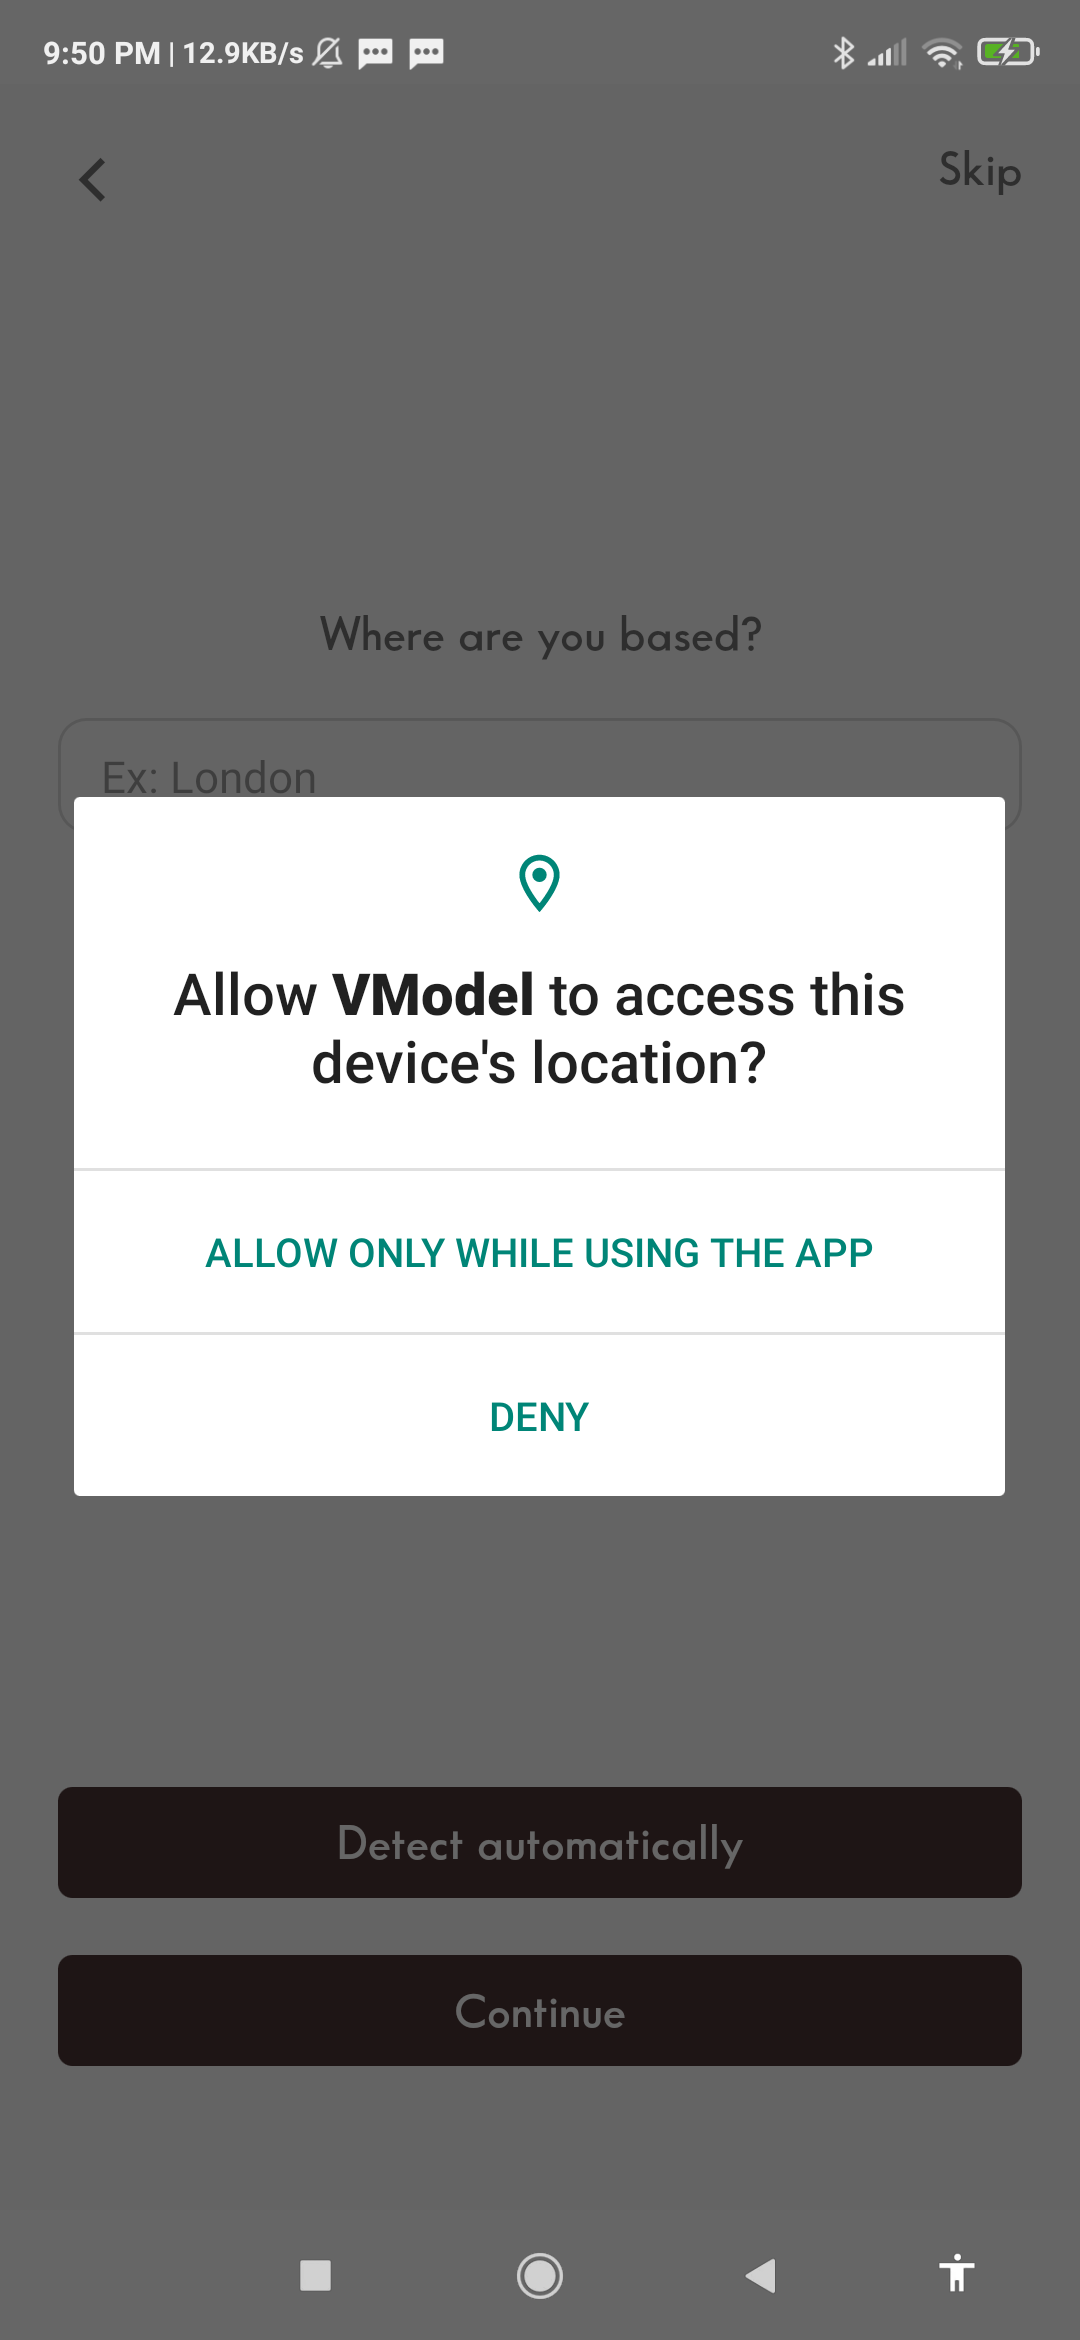 9:50 PM | 12.9KB/s
Skip
Where are you based?
Ex: London
Allow VModel to access this
device's location?
ALLOW ONLY WHILE USING THE APP
DENY
Detect automatically
Continue